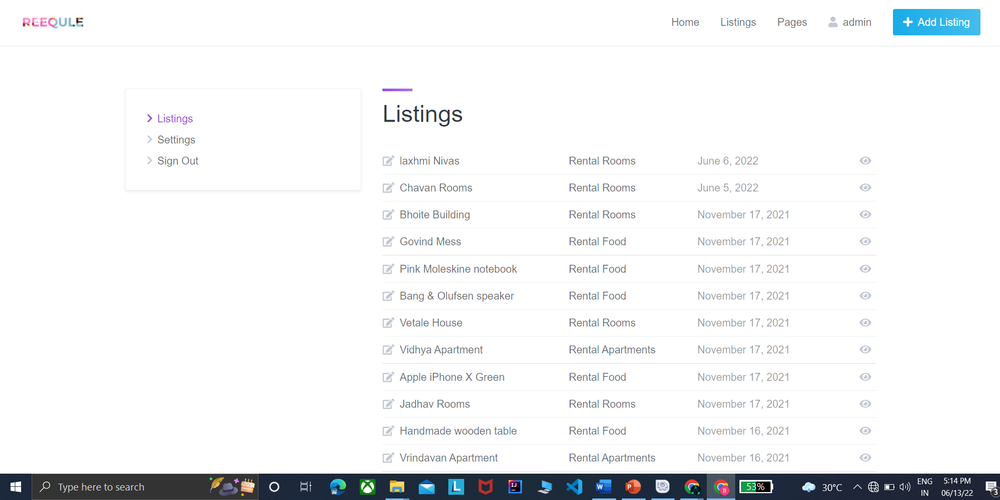 REEQULE
Home Listings Pages admin Add Listing
Listings
Settings
Sign Out
Listings
laxhmi Nivas Rental Rooms June 6, 2022
Chavan Rooms Rental Rooms June 5, 2022
Bhoite Building Rental Rooms November 17, 2021
Govind Mess Rental Food November 17, 2021
Pink Moleskine notebook Rental Food November 17, 2021
Bang & Olufsen speaker Rental Food November 17, 2021
Vetale House Rental Rooms November 17, 2021
Vidhya Apartment Rental Apartments November 17, 2021
Apple iPhone X Green Rental Food November 17, 2021
Jadhav Rooms Rental Rooms November 17, 2021
Handmade wooden table Rental Food November 16, 2021
Vrindavan Apartment Rental Apartments November 16, 2021
Type here to search 53% 30°C ENG 5:14 PM
IN 06/13/22 3